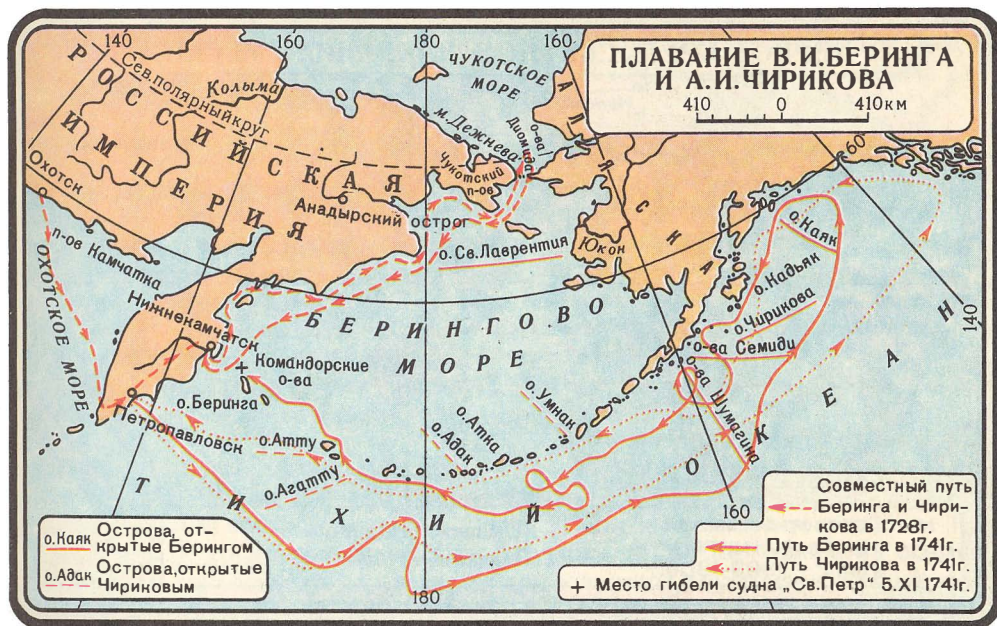 ПЛАВАНИЕ В.И.БЕРИНГА
И А.И.ЧИРИКОВА
410 0 410км
140
160
180
160
РОССИЙСКАЯ
ИМПЕРИЯ
Сев.полярный круг
Колыма
ЧУКОТСКОЕ
МОРЕ
м.Дежнева
о-ва
Диомида
Чукотский
п-ов
АЛЯСКА
60°
Охотск
Анадырский острог
о.Св.Лаврентия
Юкон
о.Каяк
о.Кадьяк
о.Чирикова
о-ва Семиди
о-ва Шумагина
140
п-ов
Камчатка
ОХОТСКОЕ МОРЕ
Нижнекамчатск
БЕРИНГОВО
МОРЕ
Командорские
о-ва
о.Беринга
Петропавловск
о.Атту
о.Агатту
о.Адак
о.Атка
о.Умнак
ТИХИЙ ОКЕАН
160
180
о.Каяк Острова, от-
крытые Берингом
о.Адак Острова, открытые
Чириковым
Совместный путь
Беринга и Чири-
кова в 1728г.
Путь Беринга в 1741г.
Путь Чирикова в 1741г.
+ Место гибели судна „Св.Петр“ 5.XI 1741г.